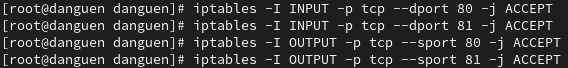 [root@danguen danguen]# iptables -I INPUT -p tcp --dport 80 -j ACCEPT
[root@danguen danguen]# iptables -I INPUT -p tcp --dport 81 -j ACCEPT
[root@danguen danguen]# iptables -I OUTPUT -p tcp --sport 80 -j ACCEPT
[root@danguen danguen]# iptables -I OUTPUT -p tcp --sport 81 -j ACCEPT